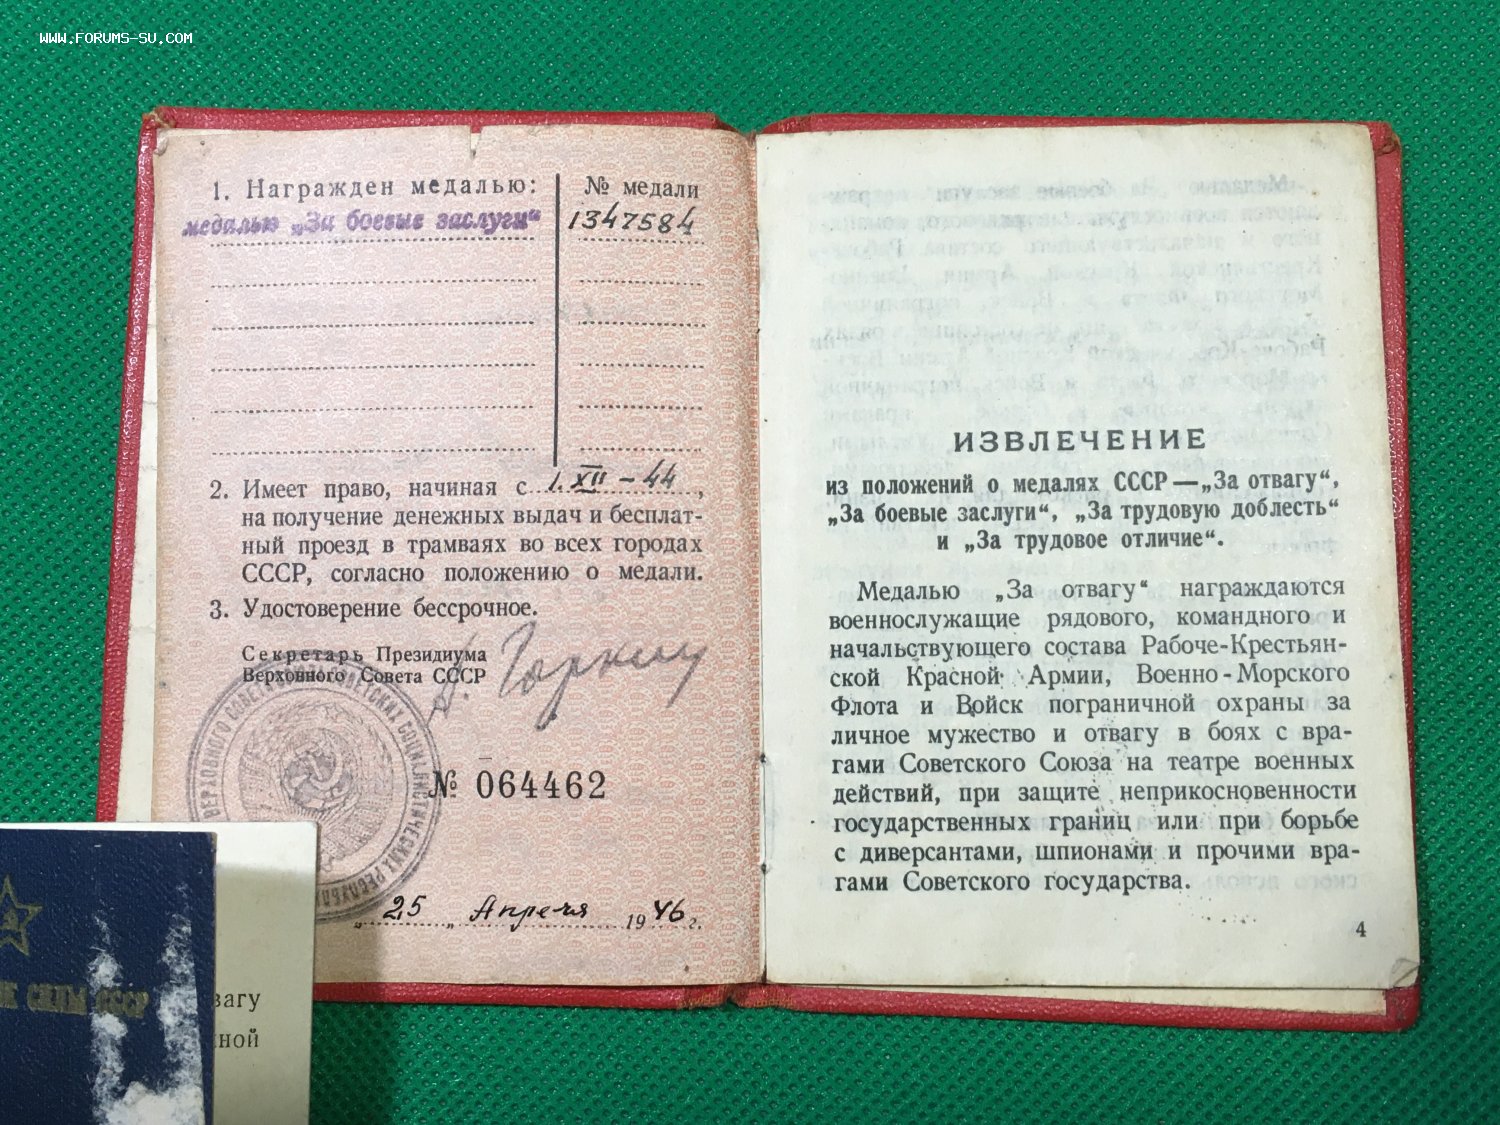 WWW.FORUMS-SU.COM
1. Награжден медалью:
№ медали
медалью „За боевые заслуги“
1347584
2. Имеет право, начиная с 1. XII – 44,
на получение денежных выдач и бесплат-
ный проезд в трамваях во всех городах
СССР, согласно положению о медали.
3. Удостоверение бессрочное.
Секретарь Президиума
Верховного Совета СССР
А. Горкин
№ 064462
„25„ Апреля 1946 г.
ИЗВЛЕЧЕНИЕ
из положений о медалях СССР — „За отвагу“,
„За боевые заслуги“, „За трудовую доблесть“
и „За трудовое отличие“.
Медалью „За отвагу“ награждаются
военнослужащие рядового, командного и
начальствующего состава Рабоче-Крестьян-
ской Красной Армии, Военно-Морского
Флота и Войск пограничной охраны за
личное мужество и отвагу в боях с вра-
гами Советского Союза на театре военных
действий, при защите неприкосновенности
государственных границ или при борьбе
с диверсантами, шпионами и прочими вра-
гами Советского государства.
4
СИЛЫ СССР
вагу
ной